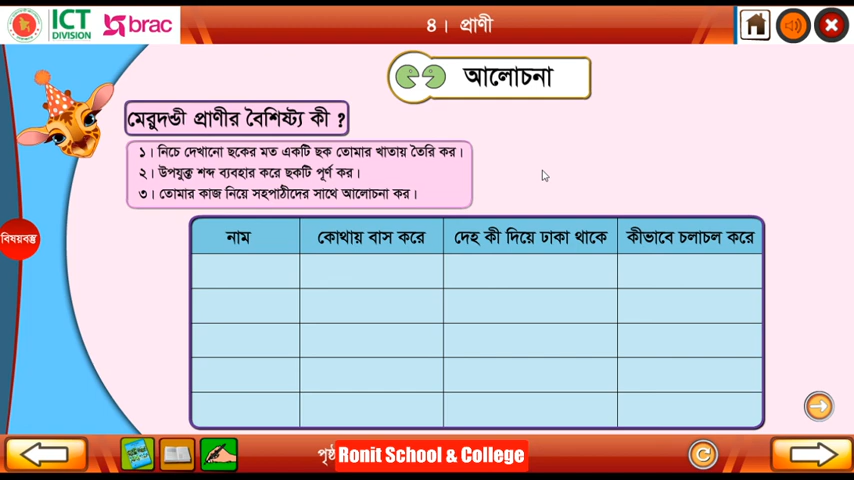 ICT
DIVISION
brac
৪। প্রাণী
আলোচনা
মেরুদণ্ডী প্রাণীর বৈশিষ্ট্য কী ?
১। নিচে দেখানো ছকের মত একটি ছক তোমার খাতায় তৈরি কর।
২। উপযুক্ত শব্দ ব্যবহার করে ছকটি পূর্ণ কর।
৩। তোমার কাজ নিয়ে সহপাঠীদের সাথে আলোচনা কর।
বিষয়বস্তু
নাম কোথায় বাস করে দেহ কী দিয়ে ঢাকা থাকে কীভাবে চলাচল করে
Ronit School & College